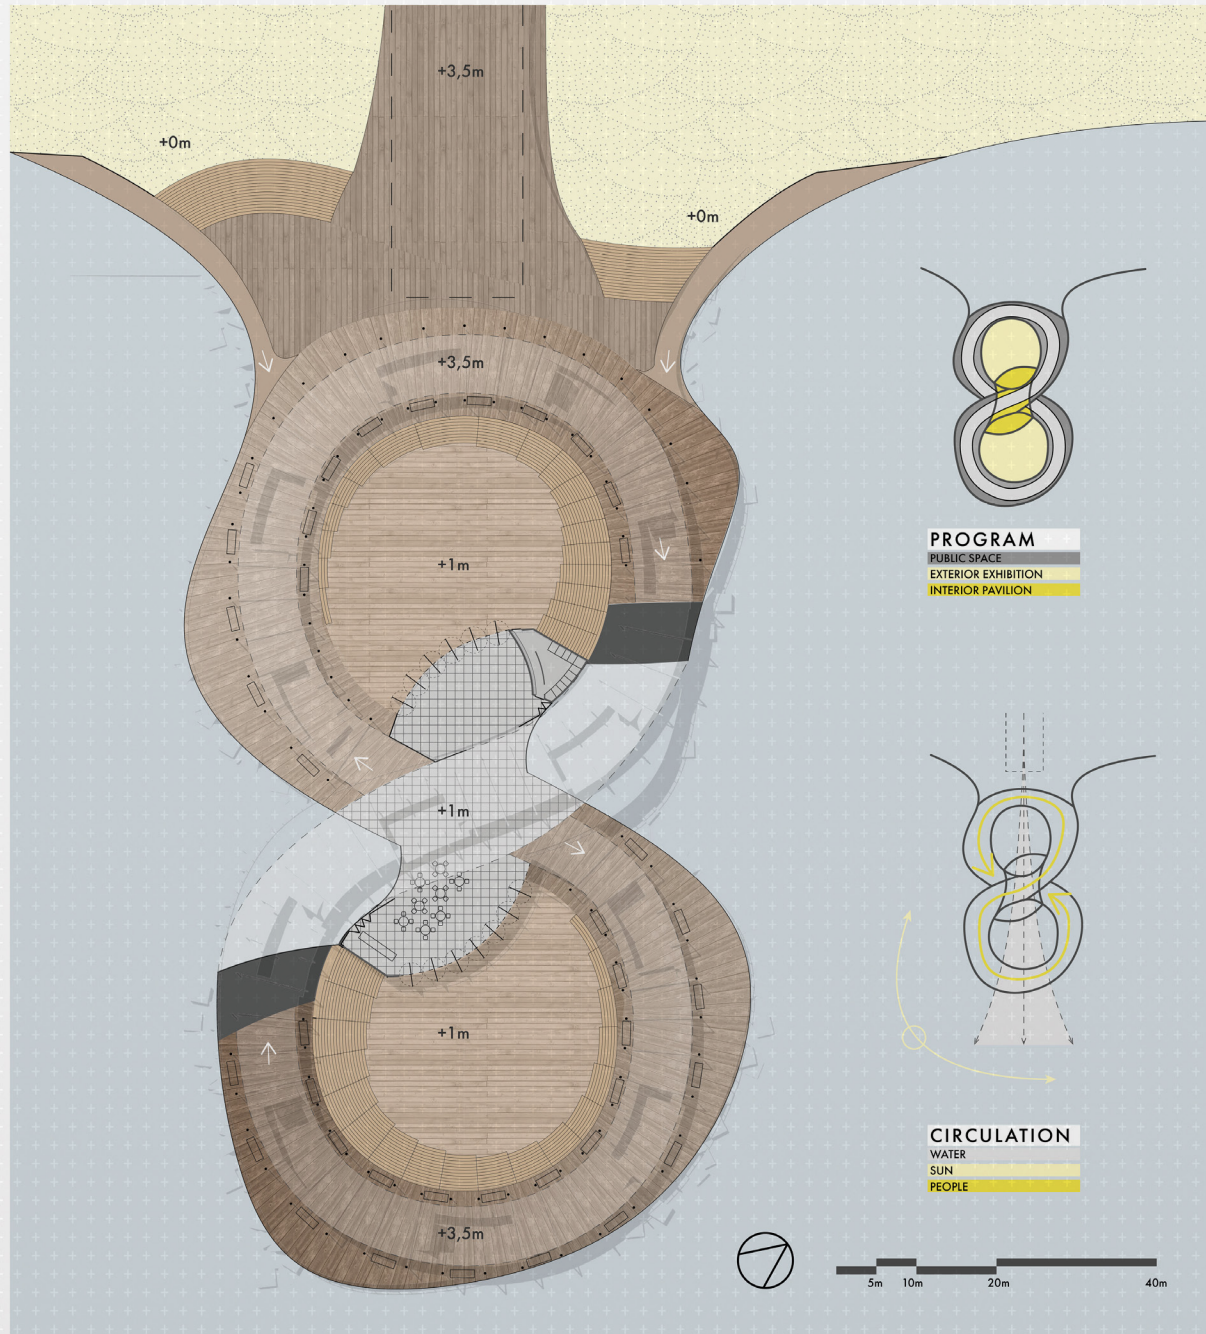 +3,5m
+0m
+0m
+3,5m
+1m
+1m
+1m
+3,5m
PROGRAM
PUBLIC SPACE
EXTERIOR EXHIBITION
INTERIOR PAVILION
CIRCULATION
WATER
SUN
PEOPLE
5m 10m 20m 40m